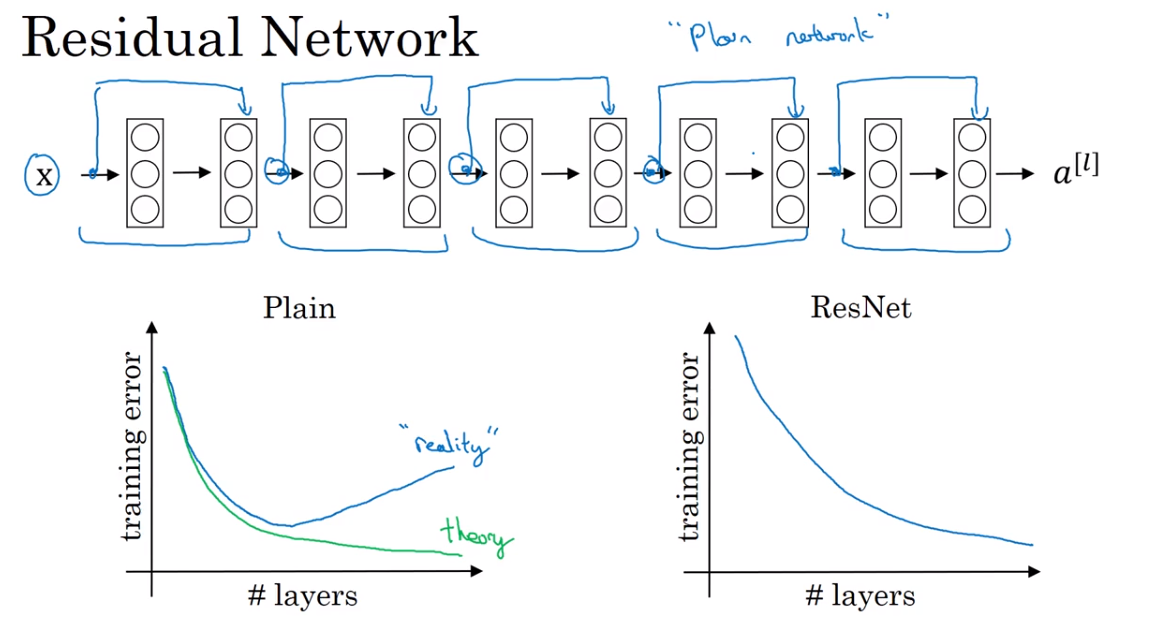 Residual Network
"Plain network"
x
a^[l]
Plain
training error
"reality"
theory
# layers
ResNet
training error
# layers